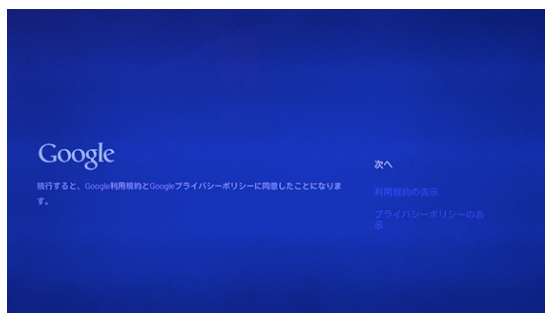 Google
続行すると、Google利用規約とGoogleプライバシーポリシーに同意したことになりま
す。
次へ
利用規約の表示
プライバシーポリシーの表
示